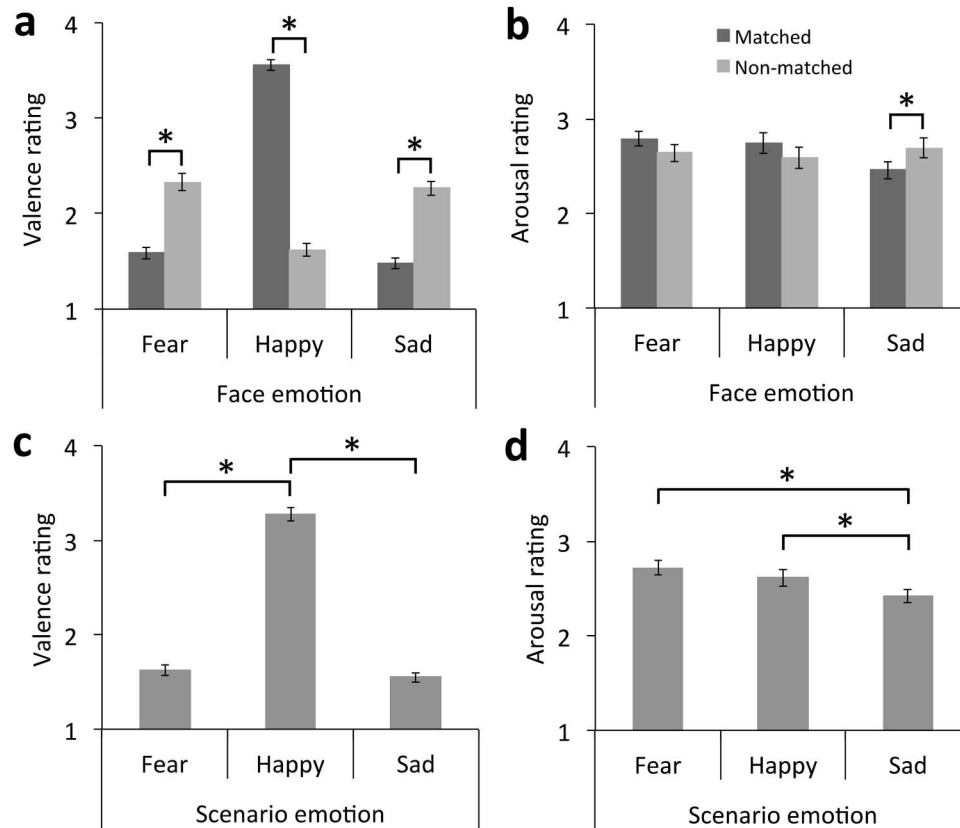 a
*
4
3
2
1
Valence rating
*
*
Fear
Happy
Sad
Face emotion
b
Matched
Non-matched
4
3
2
1
Arousal rating
*
Fear
Happy
Sad
Face emotion
c
4
3
2
1
Valence rating
*
*
Fear
Happy
Sad
Scenario emotion
d
4
3
2
1
Arousal rating
*
*
Fear
Happy
Sad
Scenario emotion